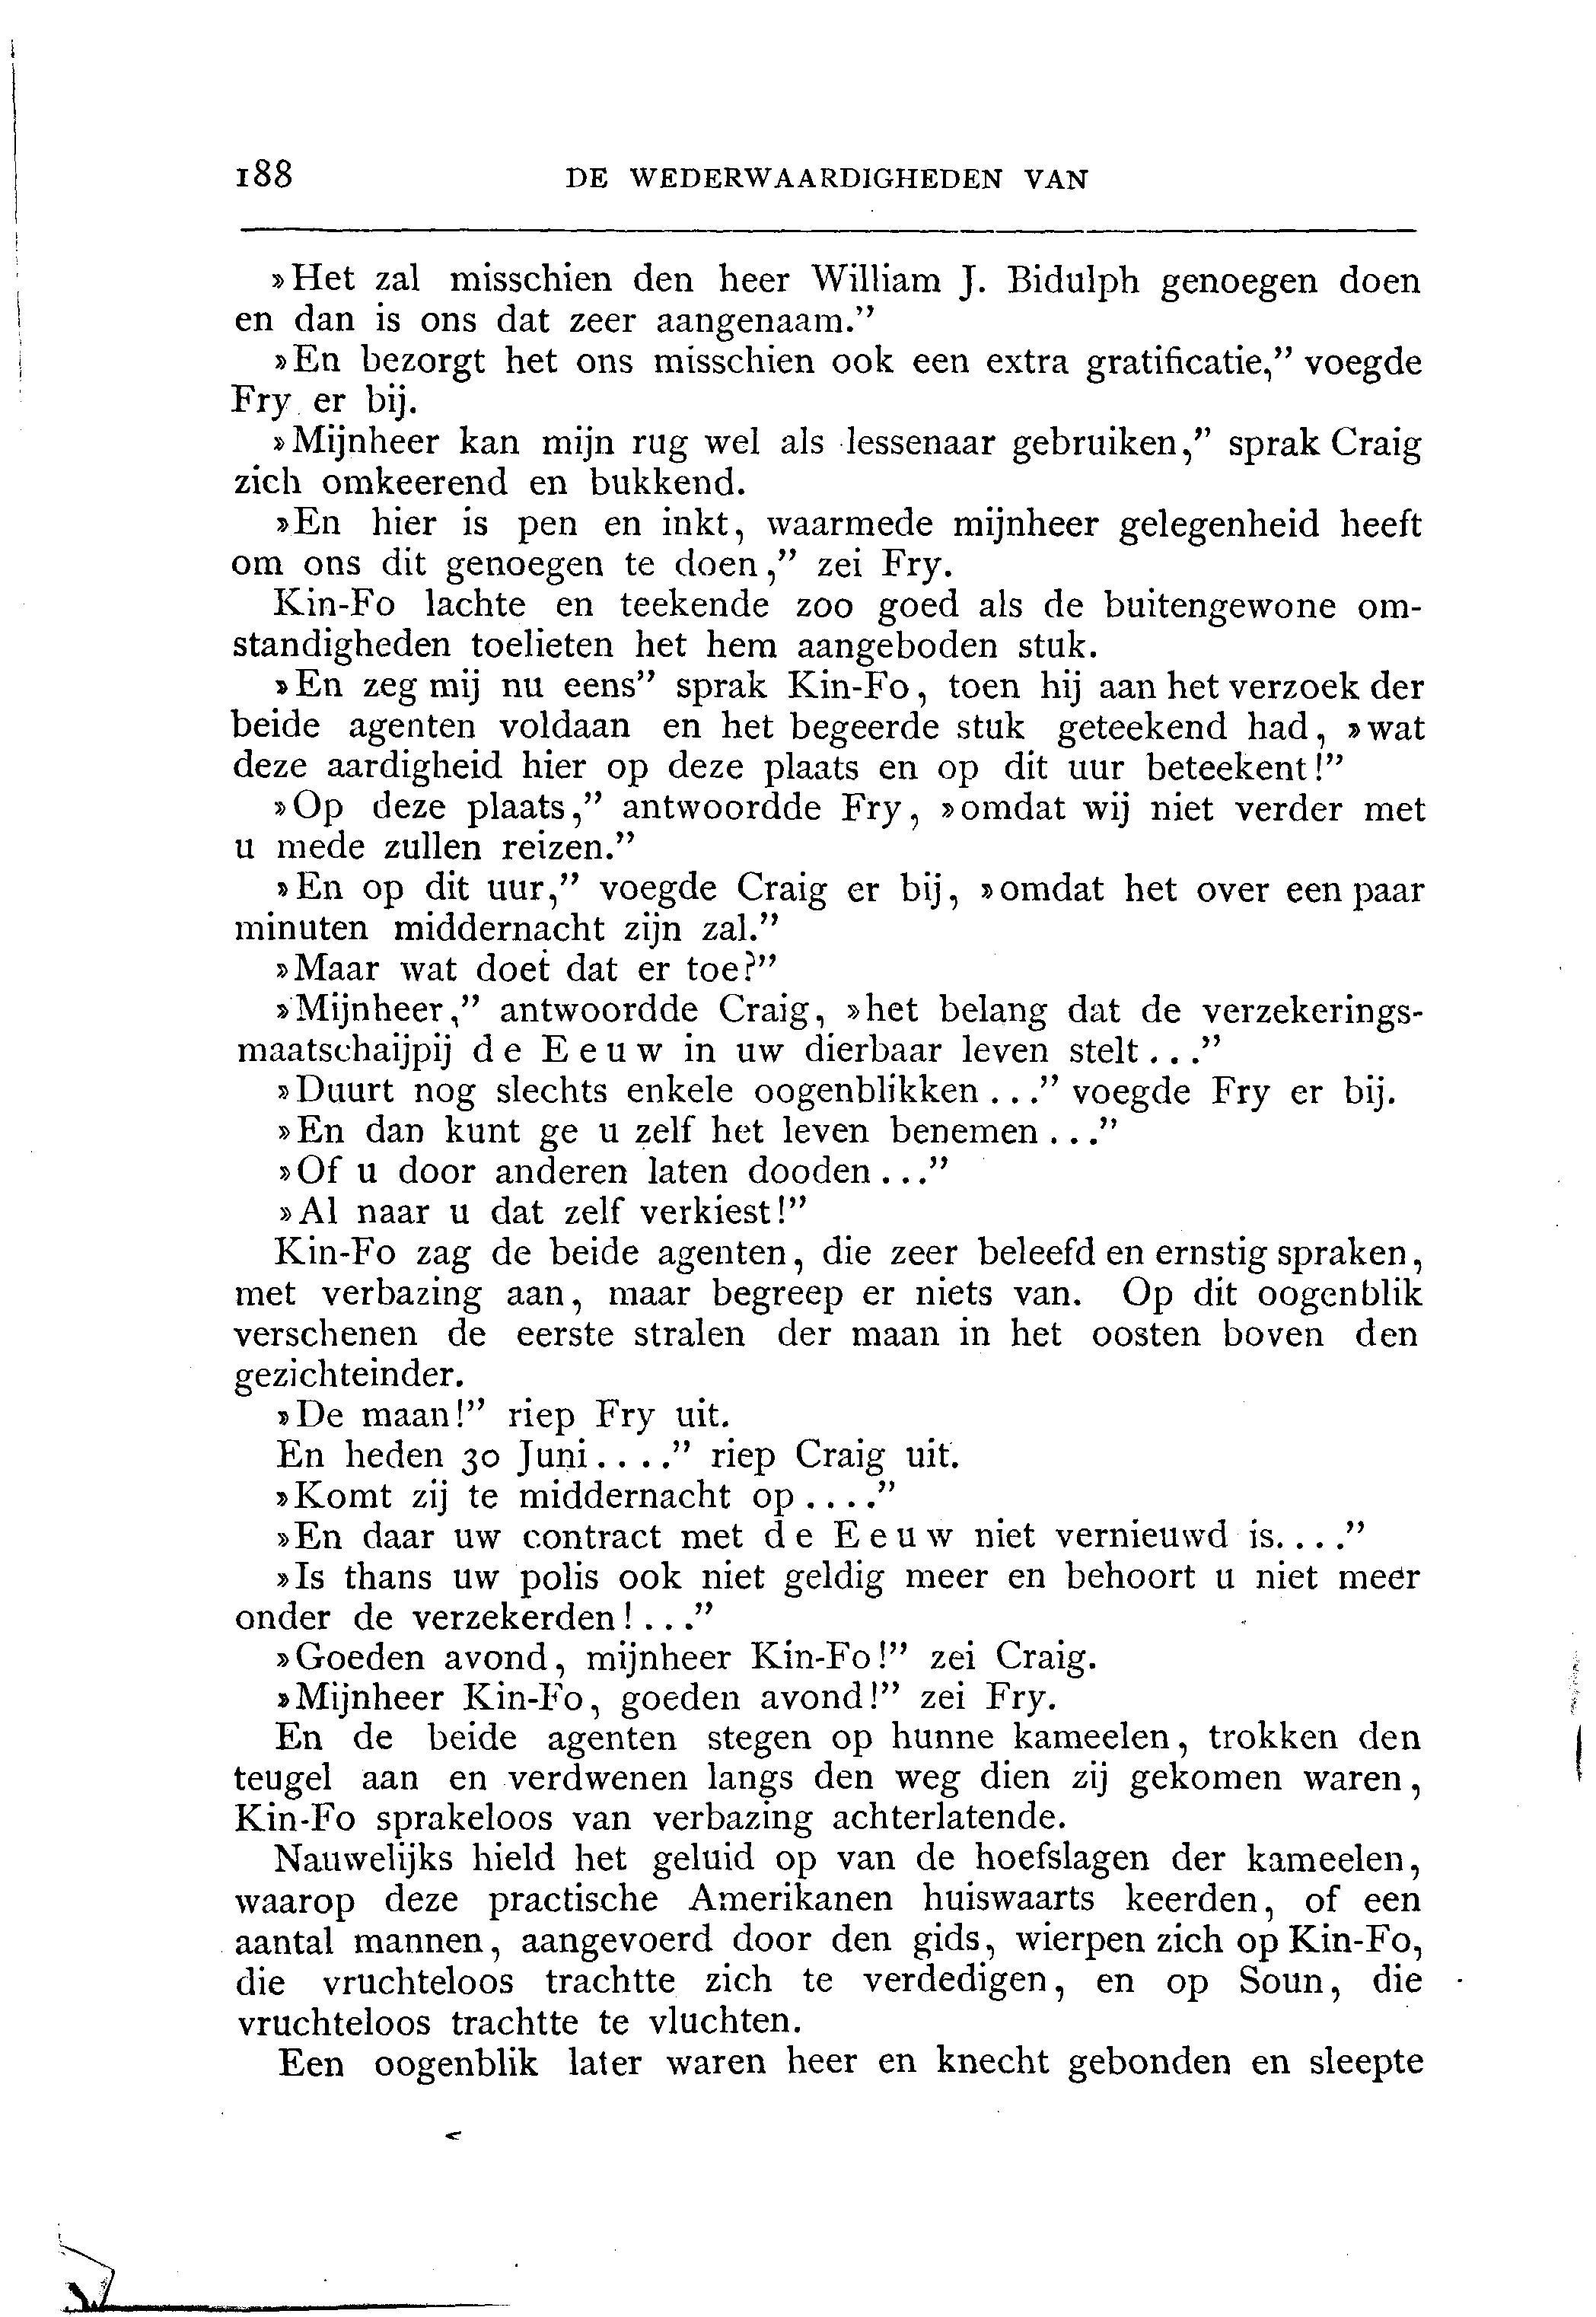 188 DE WEDERWAARDIGHEDEN VAN
»Het zal misschien den heer William J. Bidulph genoegen doen
en dan is ons dat zeer aangenaam.”
»En bezorgt het ons misschien ook een extra gratificatie,” voegde
Fry er bij.
»Mijnheer kan mijn rug wel als lessenaar gebruiken,” sprak Craig
zich omkeerend en bukkend.
»En hier is pen en inkt, waarmede mijnheer gelegenheid heeft
om ons dit genoegen te doen,” zei Fry.
Kin-Fo lachte en teekende zoo goed als de buitengewone om-
standigheden toelieten het hem aangeboden stuk.
»En zeg mij nu eens” sprak Kin-Fo, toen hij aan het verzoek der
beide agenten voldaan en het begeerde stuk geteekend had, »wat
deze aardigheid hier op deze plaats en op dit uur beteekent!”
»Op deze plaats,” antwoordde Fry, »omdat wij niet verder met
u mede zullen reizen.”
»En op dit uur,” voegde Craig er bij, »omdat het over een paar
minuten middernacht zijn zal.”
»Maar wat doet dat er toe?”
»Mijnheer,” antwoordde Craig, »het belang dat de verzekerings-
maatschaijpij de Eeuw in uw dierbaar leven stelt...”
»Duurt nog slechts enkele oogenblikken...” voegde Fry er bij.
»En dan kunt ge u zelf het leven benemen...”
»Of u door anderen laten dooden...”
»Al naar u dat zelf verkiest!”
Kin-Fo zag de beide agenten, die zeer beleefd en ernstig spraken,
met verbazing aan, maar begreep er niets van. Op dit oogenblik
verschenen de eerste stralen der maan in het oosten boven den
gezichteinder.
»De maan!” riep Fry uit.
En heden 30 Juni....” riep Craig uit.
»Komt zij te middernacht op....”
»En daar uw contract met de Eeuw niet vernieuwd is....”
»Is thans uw polis ook niet geldig meer en behoort u niet meer
onder de verzekerden!...”
»Goeden avond, mijnheer Kin-Fo!” zei Craig.
»Mijnheer Kin-Fo, goeden avond!” zei Fry.
En de beide agenten stegen op hunne kameelen, trokken den
teugel aan en verdwenen langs den weg dien zij gekomen waren,
Kin-Fo sprakeloos van verbazing achterlatende.
Nauwelijks hield het geluid op van de hoefslagen der kameelen,
waarop deze practische Amerikanen huiswaarts keerden, of een
aantal mannen, aangevoerd door den gids, wierpen zich op Kin-Fo,
die vruchteloos trachtte zich te verdedigen, en op Soun, die
vruchteloos trachtte te vluchten.
Een oogenblik later waren heer en knecht gebonden en sleepte